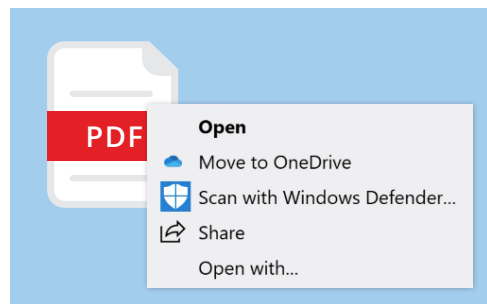 PDF
Open
Move to OneDrive
Scan with Windows Defender...
Share
Open with...